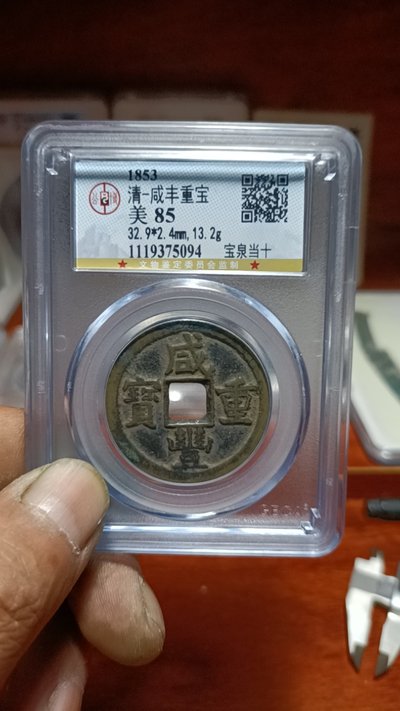 1853
清-咸丰重宝
美 85
32.9*2.4mm,13.2g
1119375094 宝泉当十
★ 文物鉴定委员会监制 ★
咸
寶 重
豐